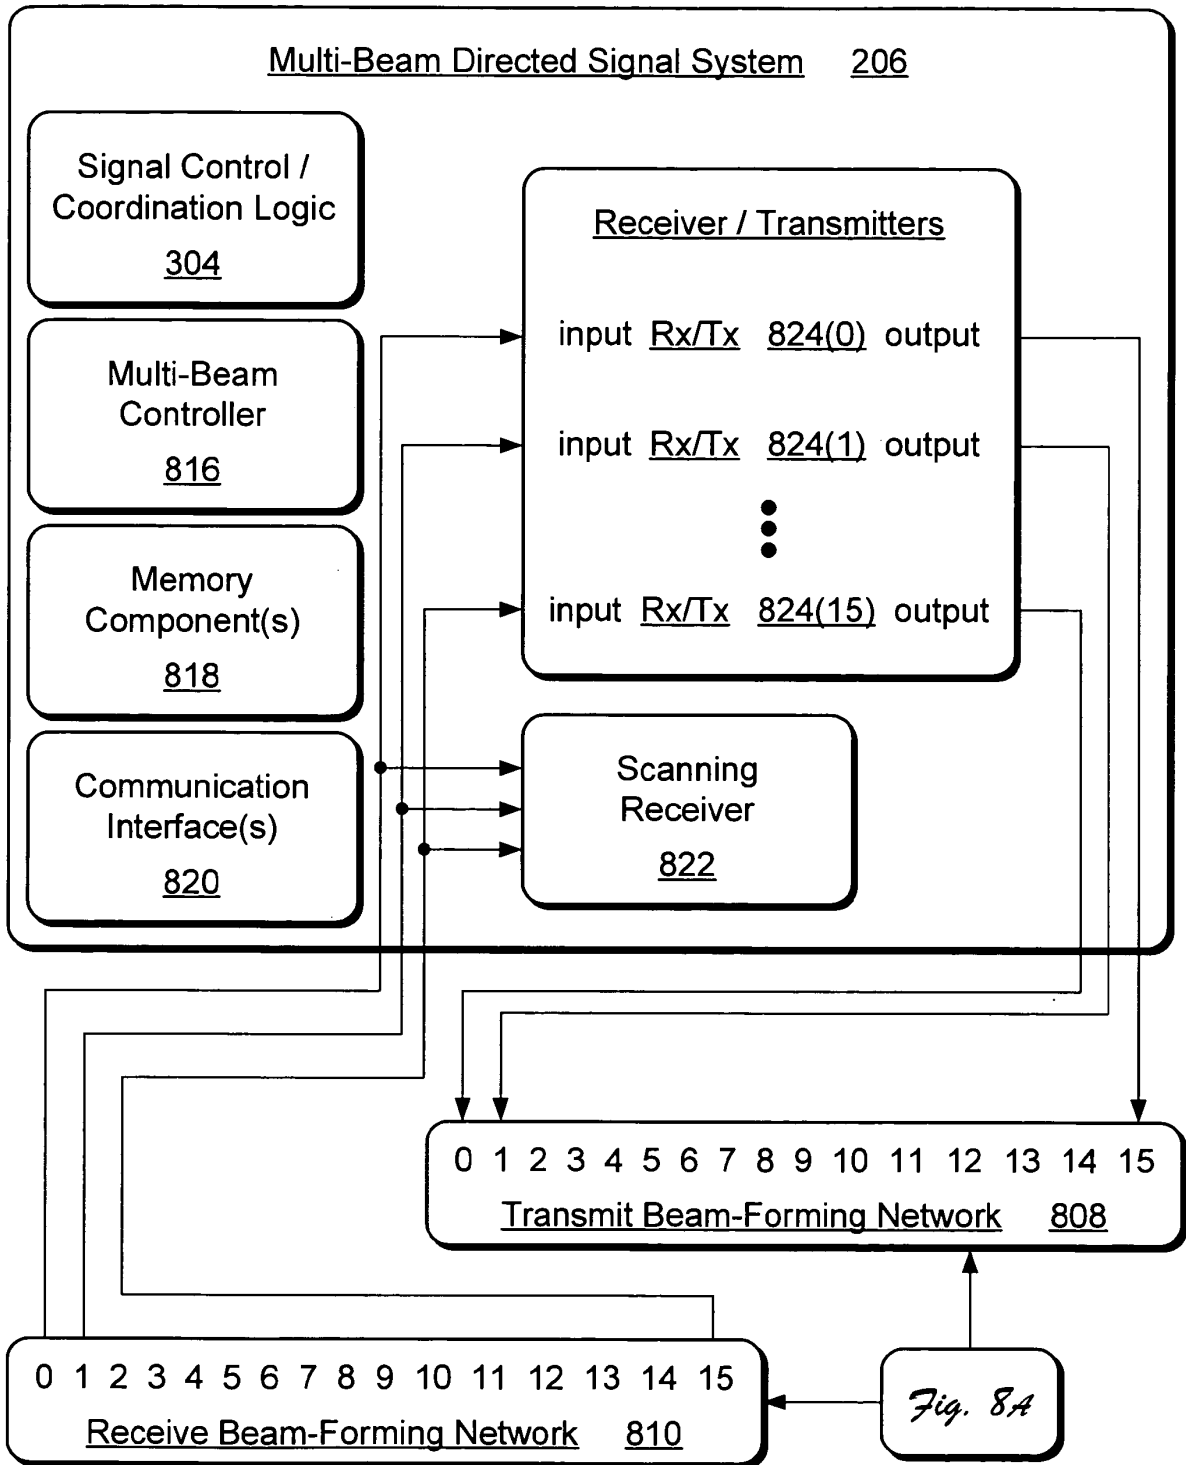 Multi-Beam Directed Signal System 206
Signal Control /
Coordination Logic
304
Multi-Beam
Controller
816
Memory
Component(s)
818
Communication
Interface(s)
820
Receiver / Transmitters
input Rx/Tx 824(0) output
input Rx/Tx 824(1) output
input Rx/Tx 824(15) output
Scanning
Receiver
822
0 1 2 3 4 5 6 7 8 9 10 11 12 13 14 15
Transmit Beam-Forming Network 808
0 1 2 3 4 5 6 7 8 9 10 11 12 13 14 15
Receive Beam-Forming Network 810
Fig. 8A